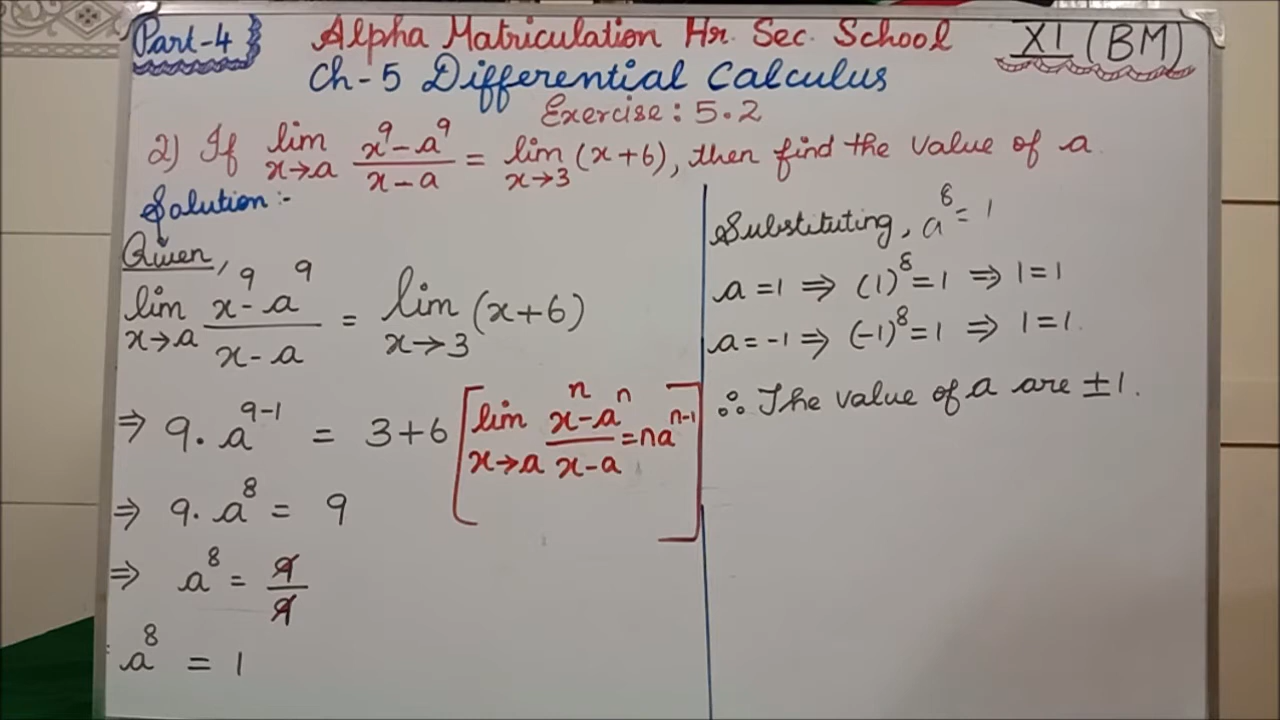 Part-4 Alpha Matriculation Hr. Sec. School XI (BM)
Ch-5 Differential Calculus
Exercise: 5.2
2) If lim x→a (x⁹-a⁹)/(x-a) = lim x→3 (x+6), then find the value of a.
Solution:-
Given,
lim x→a (x⁹-a⁹)/(x-a) = lim x→3 (x+6)
⇒ 9.a⁹⁻¹ = 3+6 [lim x→a (xⁿ-aⁿ)/(x-a) = naⁿ⁻¹]
⇒ 9.a⁸ = 9
⇒ a⁸ = 9/9
a⁸ = 1
Substituting, a⁸ = 1
a = 1 ⇒ (1)⁸ = 1 ⇒ 1 = 1
a = -1 ⇒ (-1)⁸ = 1 ⇒ 1 = 1.
∴ The value of a are ±1.